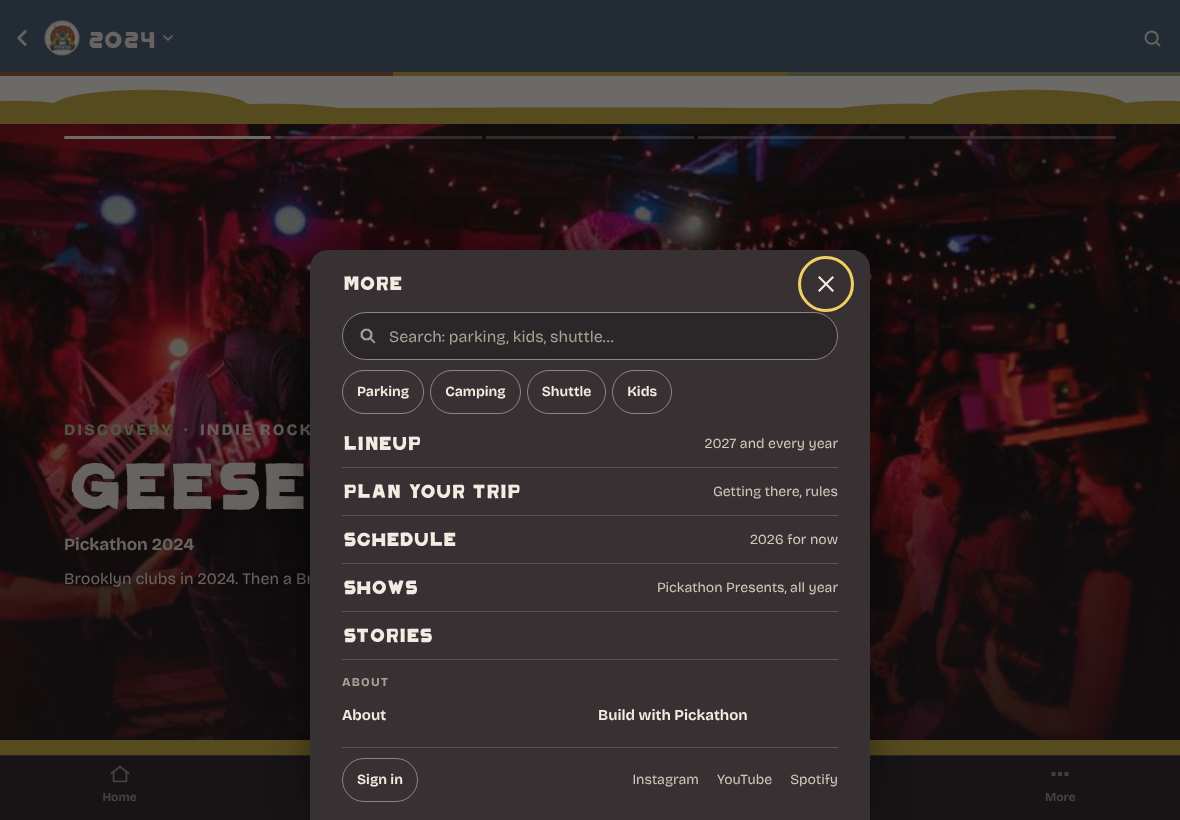 2024
MORE
Search: parking, kids, shuttle...
Parking Camping Shuttle Kids
LINEUP 2027 and every year
PLAN YOUR TRIP Getting there, rules
SCHEDULE 2026 for now
SHOWS Pickathon Presents, all year
STORIES
ABOUT
About Build with Pickathon
Sign in Instagram YouTube Spotify
DISCOVERY · INDIE ROCK
GEESE
Pickathon 2024
Brooklyn clubs in 2024. Then a Br
Home More